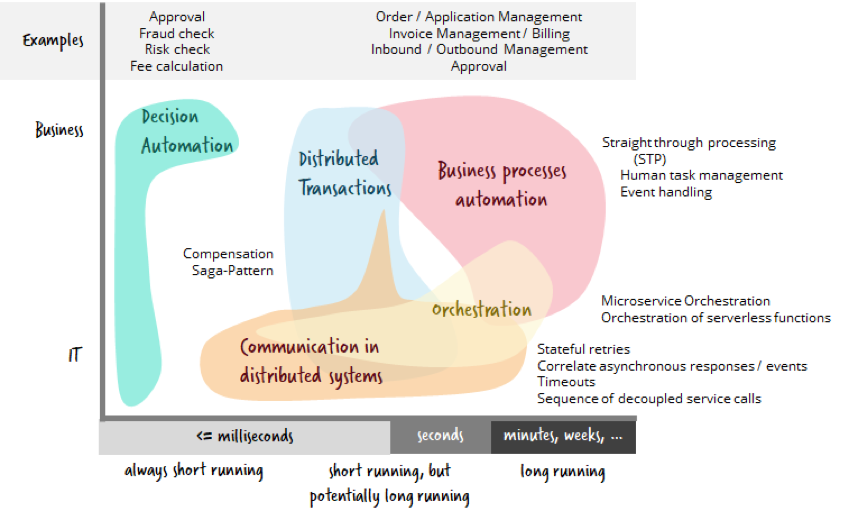 Examples
Approval
Fraud check
Risk check
Fee calculation
Order / Application Management
Invoice Management / Billing
Inbound / Outbound Management
Approval
Business
Decision
Automation
Distributed
Transactions
Business processes
automation
Straight through processing
(STP)
Human task management
Event handling
Compensation
Saga-Pattern
Orchestration
Microservice Orchestration
Orchestration of serverless functions
IT
Communication in
distributed systems
Stateful retries
Correlate asynchronous responses / events
Timeouts
Sequence of decoupled service calls
<= milliseconds
seconds
minutes, weeks, ...
always short running
short running, but
potentially long running
long running